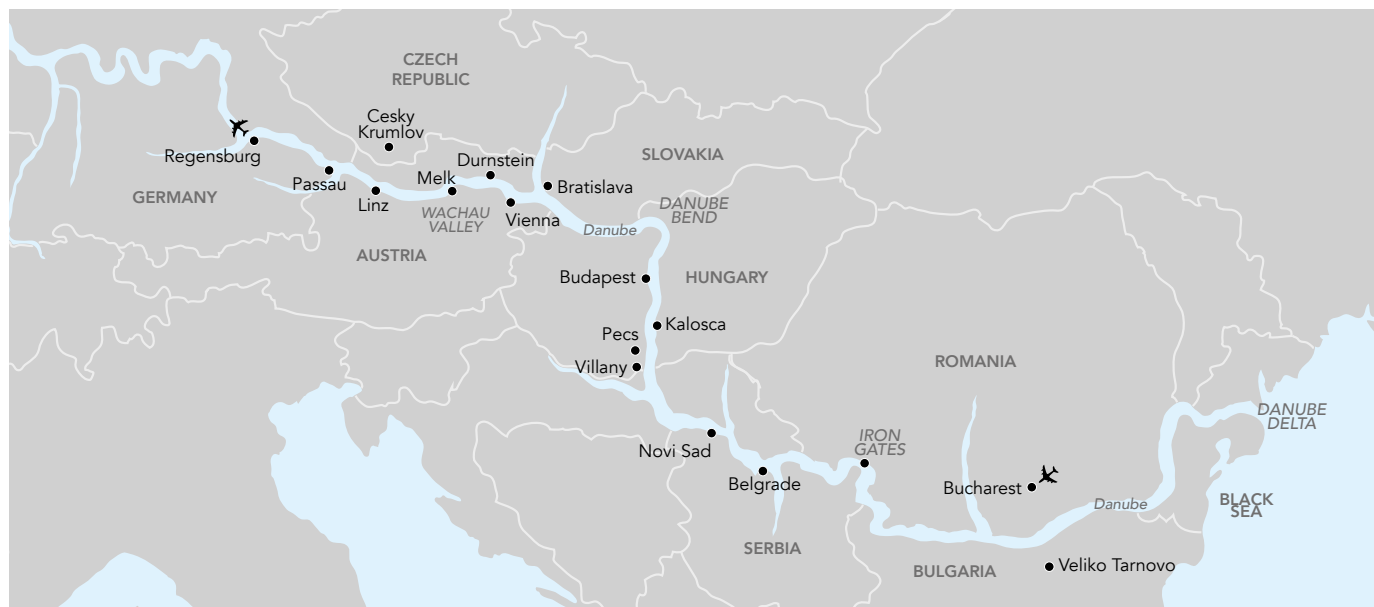 CZECH
REPUBLIC
Cesky
Krumlov
Regensburg
Durnstein
SLOVAKIA
Passau
Melk
Bratislava
GERMANY
Linz
WACHAU
VALLEY
Vienna
DANUBE
BEND
Danube
AUSTRIA
Budapest
HUNGARY
Kalosca
Pecs
Villany
ROMANIA
DANUBE
DELTA
Novi Sad
IRON
GATES
Belgrade
Bucharest
Danube
BLACK
SEA
SERBIA
BULGARIA
Veliko Tarnovo